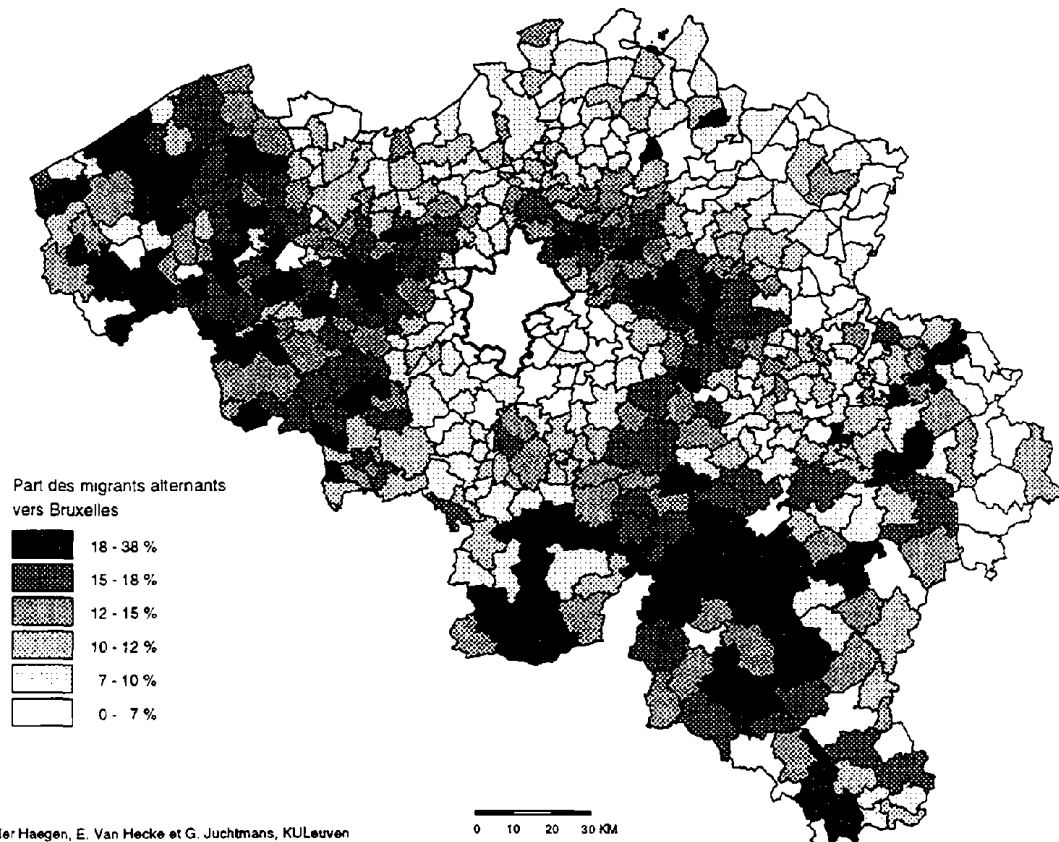 Part des migrants alternants
vers Bruxelles
18 - 38 %
15 - 18 %
12 - 15 %
10 - 12 %
7 - 10 %
0 - 7 %
0 10 20 30 KM
Haegen, E. Van Hecke et G. Juchtmans, KULeuven